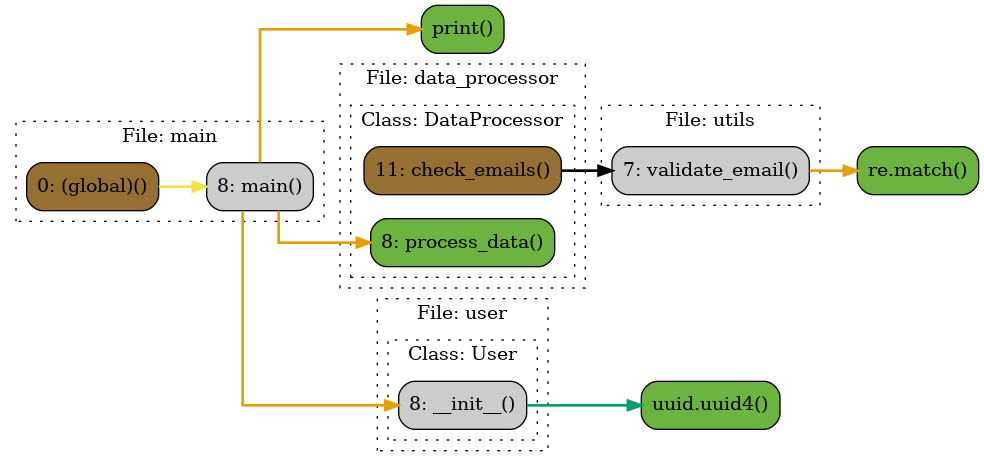 print()
File: data_processor
Class: DataProcessor
File: utils
File: main
11: check_emails()
7: validate_email()
re.match()
0: (global)()
8: main()
8: process_data()
File: user
Class: User
8: __init__()
uuid.uuid4()